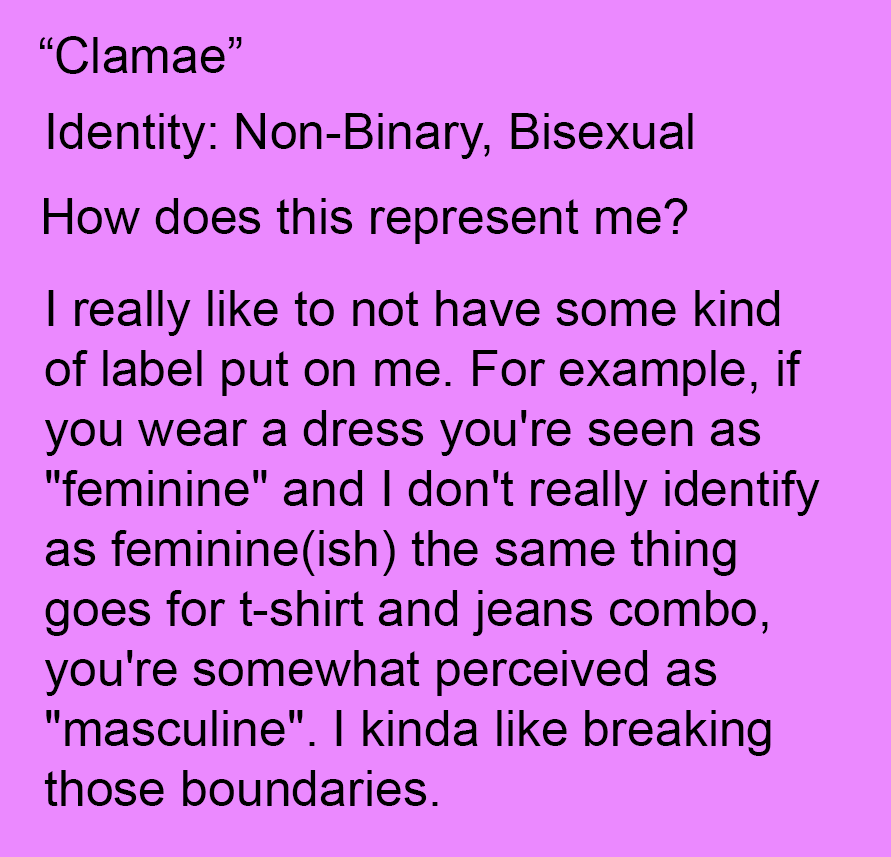 “Clamae”
Identity: Non-Binary, Bisexual
How does this represent me?
I really like to not have some kind
of label put on me. For example, if
you wear a dress you're seen as
"feminine" and I don't really identify
as feminine(ish) the same thing
goes for t-shirt and jeans combo,
you're somewhat perceived as
"masculine". I kinda like breaking
those boundaries.